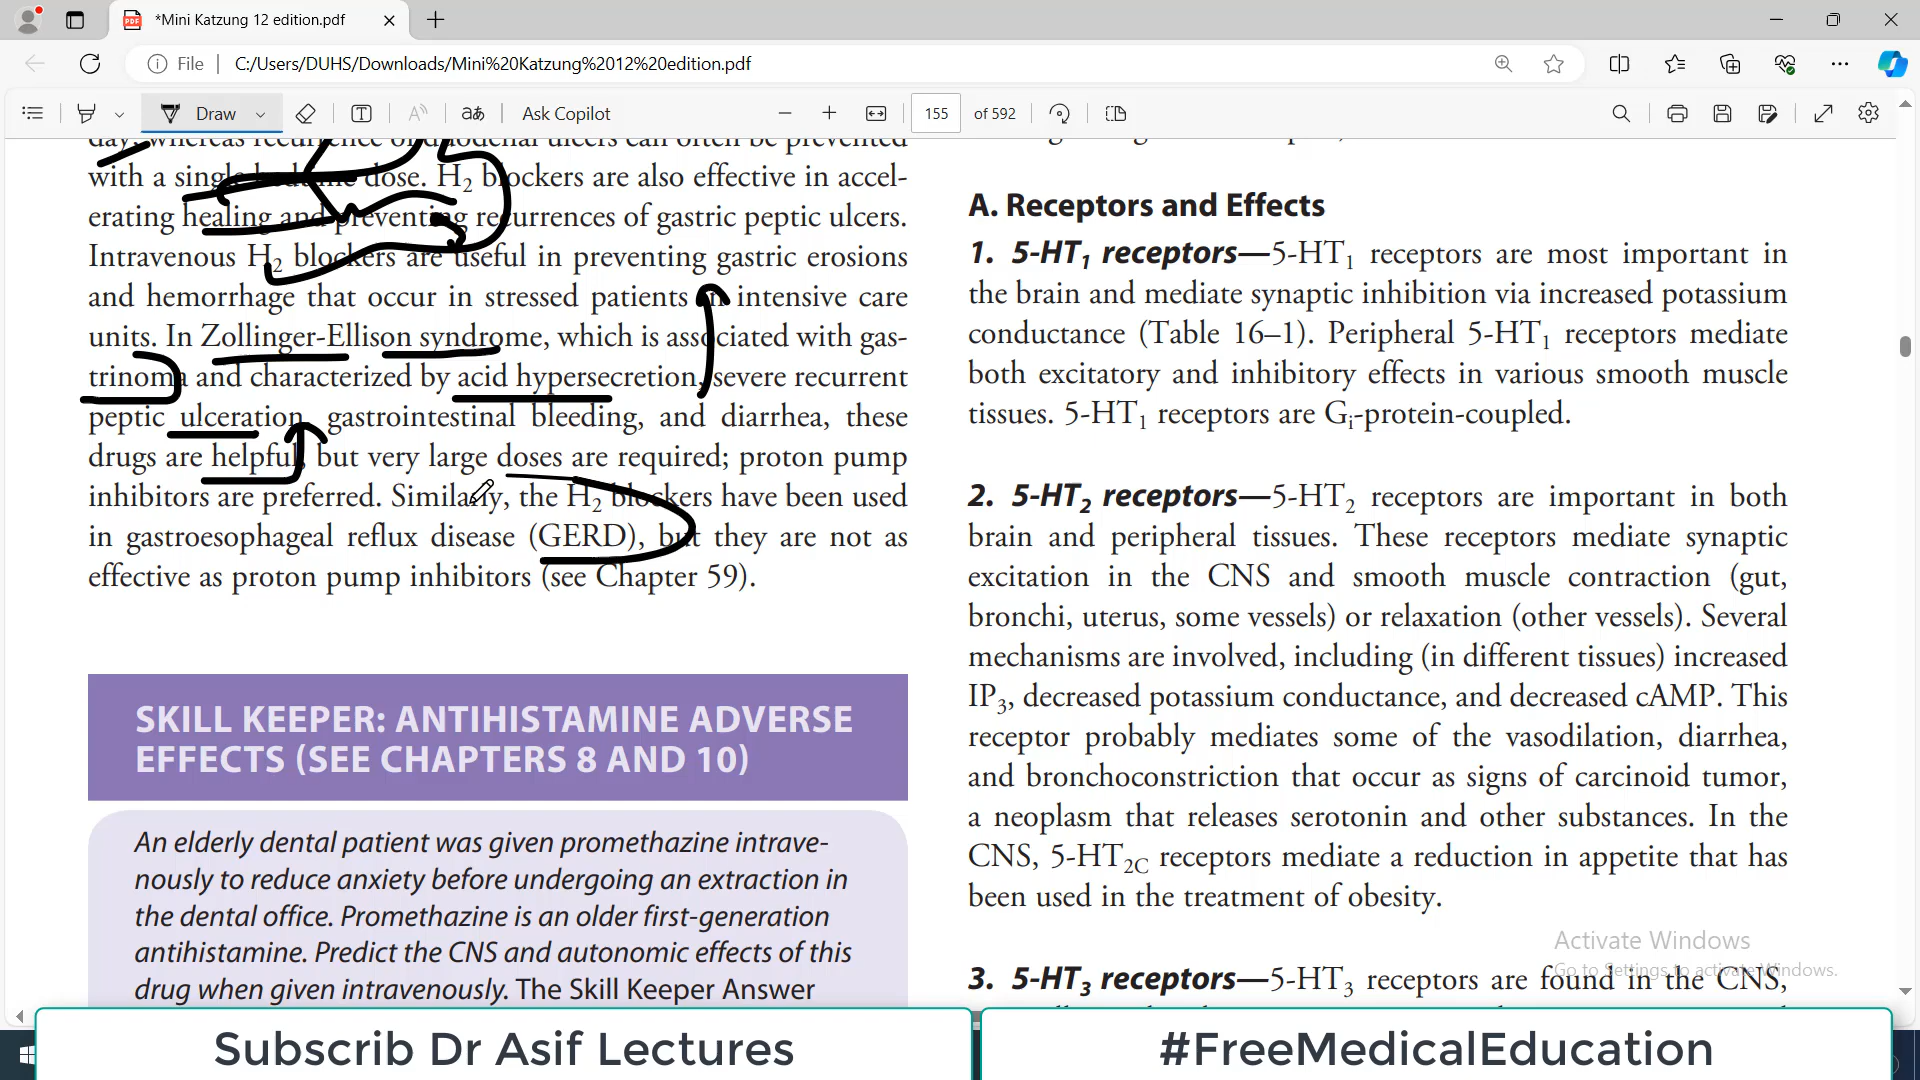 *Mini Katzung 12 edition.pdf
File
C:/Users/DUHS/Downloads/Mini%20Katzung%2012%20edition.pdf
Draw
Ask Copilot
155 of 592
day, whereas recurrence of duodenal ulcers can often be prevented
with a single bedtime dose. H2 blockers are also effective in accel-
erating healing and preventing recurrences of gastric peptic ulcers.
Intravenous H2 blockers are useful in preventing gastric erosions
and hemorrhage that occur in stressed patients in intensive care
units. In Zollinger-Ellison syndrome, which is associated with gas-
trinoma and characterized by acid hypersecretion, severe recurrent
peptic ulceration, gastrointestinal bleeding, and diarrhea, these
drugs are helpful, but very large doses are required; proton pump
inhibitors are preferred. Similarly, the H2 blockers have been used
in gastroesophageal reflux disease (GERD), but they are not as
effective as proton pump inhibitors (see Chapter 59).
SKILL KEEPER: ANTIHISTAMINE ADVERSE
EFFECTS (SEE CHAPTERS 8 AND 10)
An elderly dental patient was given promethazine intrave-
nously to reduce anxiety before undergoing an extraction in
the dental office. Promethazine is an older first-generation
antihistamine. Predict the CNS and autonomic effects of this
drug when given intravenously. The Skill Keeper Answer
A. Receptors and Effects
1. 5-HT1 receptors—5-HT1 receptors are most important in
the brain and mediate synaptic inhibition via increased potassium
conductance (Table 16–1). Peripheral 5-HT1 receptors mediate
both excitatory and inhibitory effects in various smooth muscle
tissues. 5-HT1 receptors are Gi-protein-coupled.
2. 5-HT2 receptors—5-HT2 receptors are important in both
brain and peripheral tissues. These receptors mediate synaptic
excitation in the CNS and smooth muscle contraction (gut,
bronchi, uterus, some vessels) or relaxation (other vessels). Several
mechanisms are involved, including (in different tissues) increased
IP3, decreased potassium conductance, and decreased cAMP. This
receptor probably mediates some of the vasodilation, diarrhea,
and bronchoconstriction that occur as signs of carcinoid tumor,
a neoplasm that releases serotonin and other substances. In the
CNS, 5-HT2C receptors mediate a reduction in appetite that has
been used in the treatment of obesity.
3. 5-HT3 receptors—5-HT3 receptors are found in the CNS,
Activate Windows
Go to Settings to activate Windows.
Subscrib Dr Asif Lectures
#FreeMedicalEducation